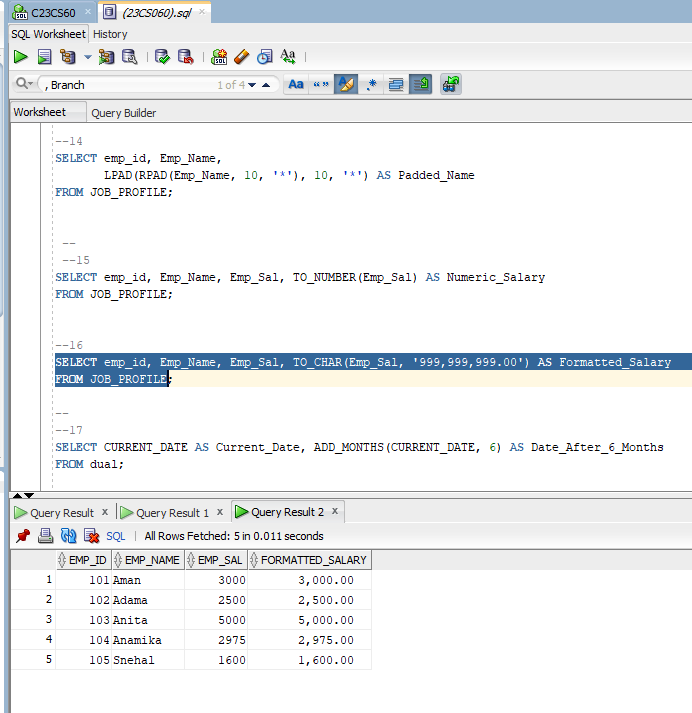 C23CS60 × (23CS060).sql ×
SQL Worksheet History
SQL
, Branch 1 of 4 Aa “ ” .*
Worksheet Query Builder
--14
SELECT emp_id, Emp_Name,
LPAD(RPAD(Emp_Name, 10, '*'), 10, '*') AS Padded_Name
FROM JOB_PROFILE;
--
--15
SELECT emp_id, Emp_Name, Emp_Sal, TO_NUMBER(Emp_Sal) AS Numeric_Salary
FROM JOB_PROFILE;
--16
SELECT emp_id, Emp_Name, Emp_Sal, TO_CHAR(Emp_Sal, '999,999,999.00') AS Formatted_Salary
FROM JOB_PROFILE;
--
--17
SELECT CURRENT_DATE AS Current_Date, ADD_MONTHS(CURRENT_DATE, 6) AS Date_After_6_Months
FROM dual;
Query Result × Query Result 1 × Query Result 2 ×
SQL | All Rows Fetched: 5 in 0.011 seconds
EMP_ID EMP_NAME EMP_SAL FORMATTED_SALARY
1 101 Aman 3000 3,000.00
2 102 Adama 2500 2,500.00
3 103 Anita 5000 5,000.00
4 104 Anamika 2975 2,975.00
5 105 Snehal 1600 1,600.00